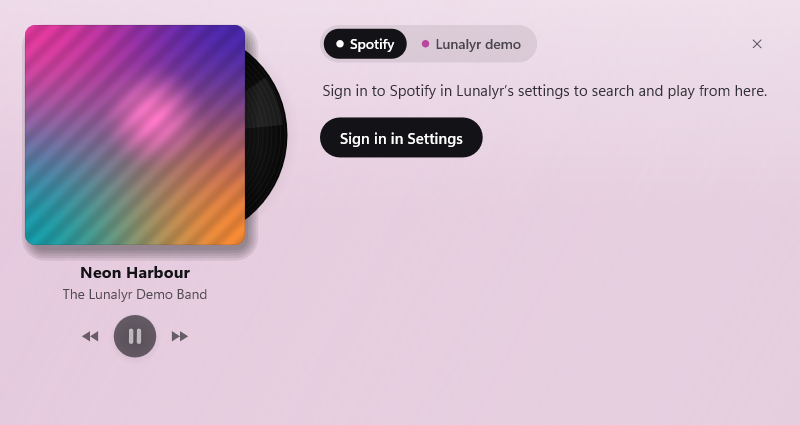 Spotify
Lunalyr demo
Sign in to Spotify in Lunalyr’s settings to search and play from here.
Sign in in Settings
Neon Harbour
The Lunalyr Demo Band